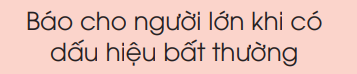 Báo cho người lớn khi có
dấu hiệu bất thường